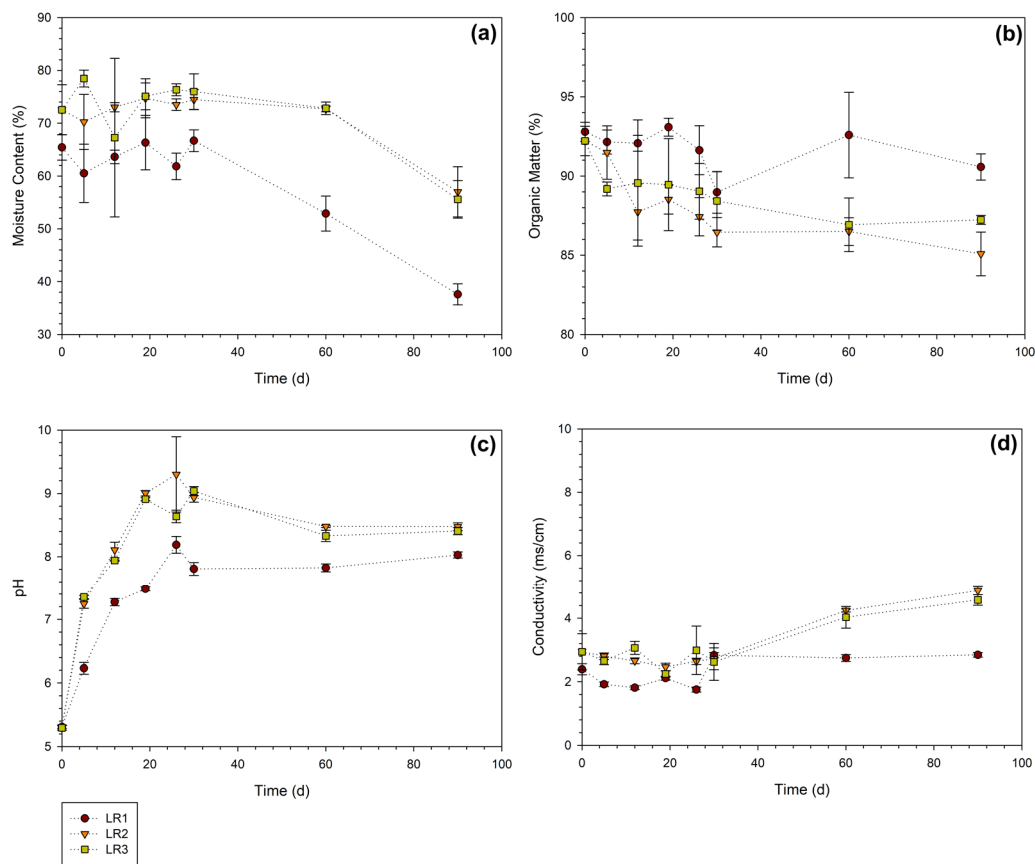 (a)
Moisture Content (%)
90
80
70
60
50
40
30
0 20 40 60 80 100
Time (d)
(b)
Organic Matter (%)
100
95
90
85
80
0 20 40 60 80 100
Time (d)
(c)
pH
10
9
8
7
6
5
0 20 40 60 80 100
Time (d)
(d)
Conductivity (ms/cm)
10
8
6
4
2
0
0 20 40 60 80 100
Time (d)
LR1
LR2
LR3